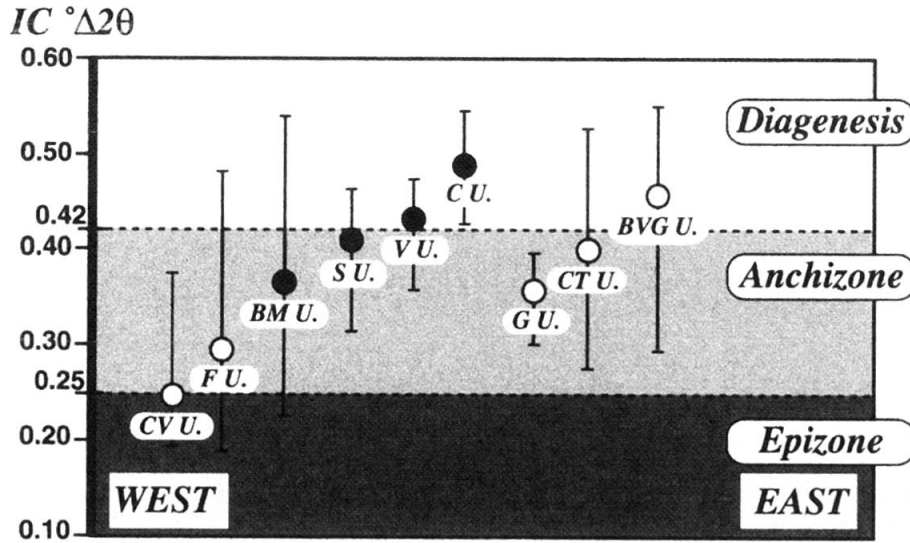 IC °Δ2θ
0.60
Diagenesis
0.50
C U.
0.42
V U.
BVG U.
0.40
S U.
CT U.
Anchizone
BM U.
G U.
0.30
F U.
0.25
CV U.
0.20
Epizone
WEST
EAST
0.10